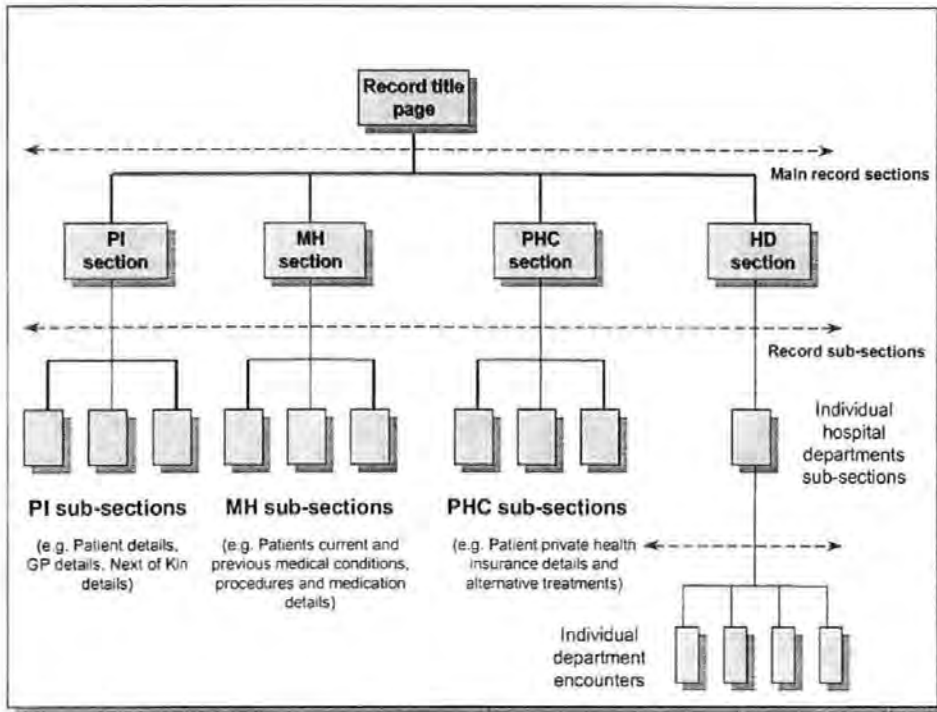 Record title
page
Main record sections
PI
section
MH
section
PHC
section
HD
section
Record sub-sections
Individual
hospital
departments
sub-sections
PI sub-sections
(e.g. Patient details,
GP details, Next of Kin
details)
MH sub-sections
(e.g. Patients current and
previous medical conditions,
procedures and medication
details)
PHC sub-sections
(e.g. Patient private health
insurance details and
alternative treatments)
Individual
department
encounters